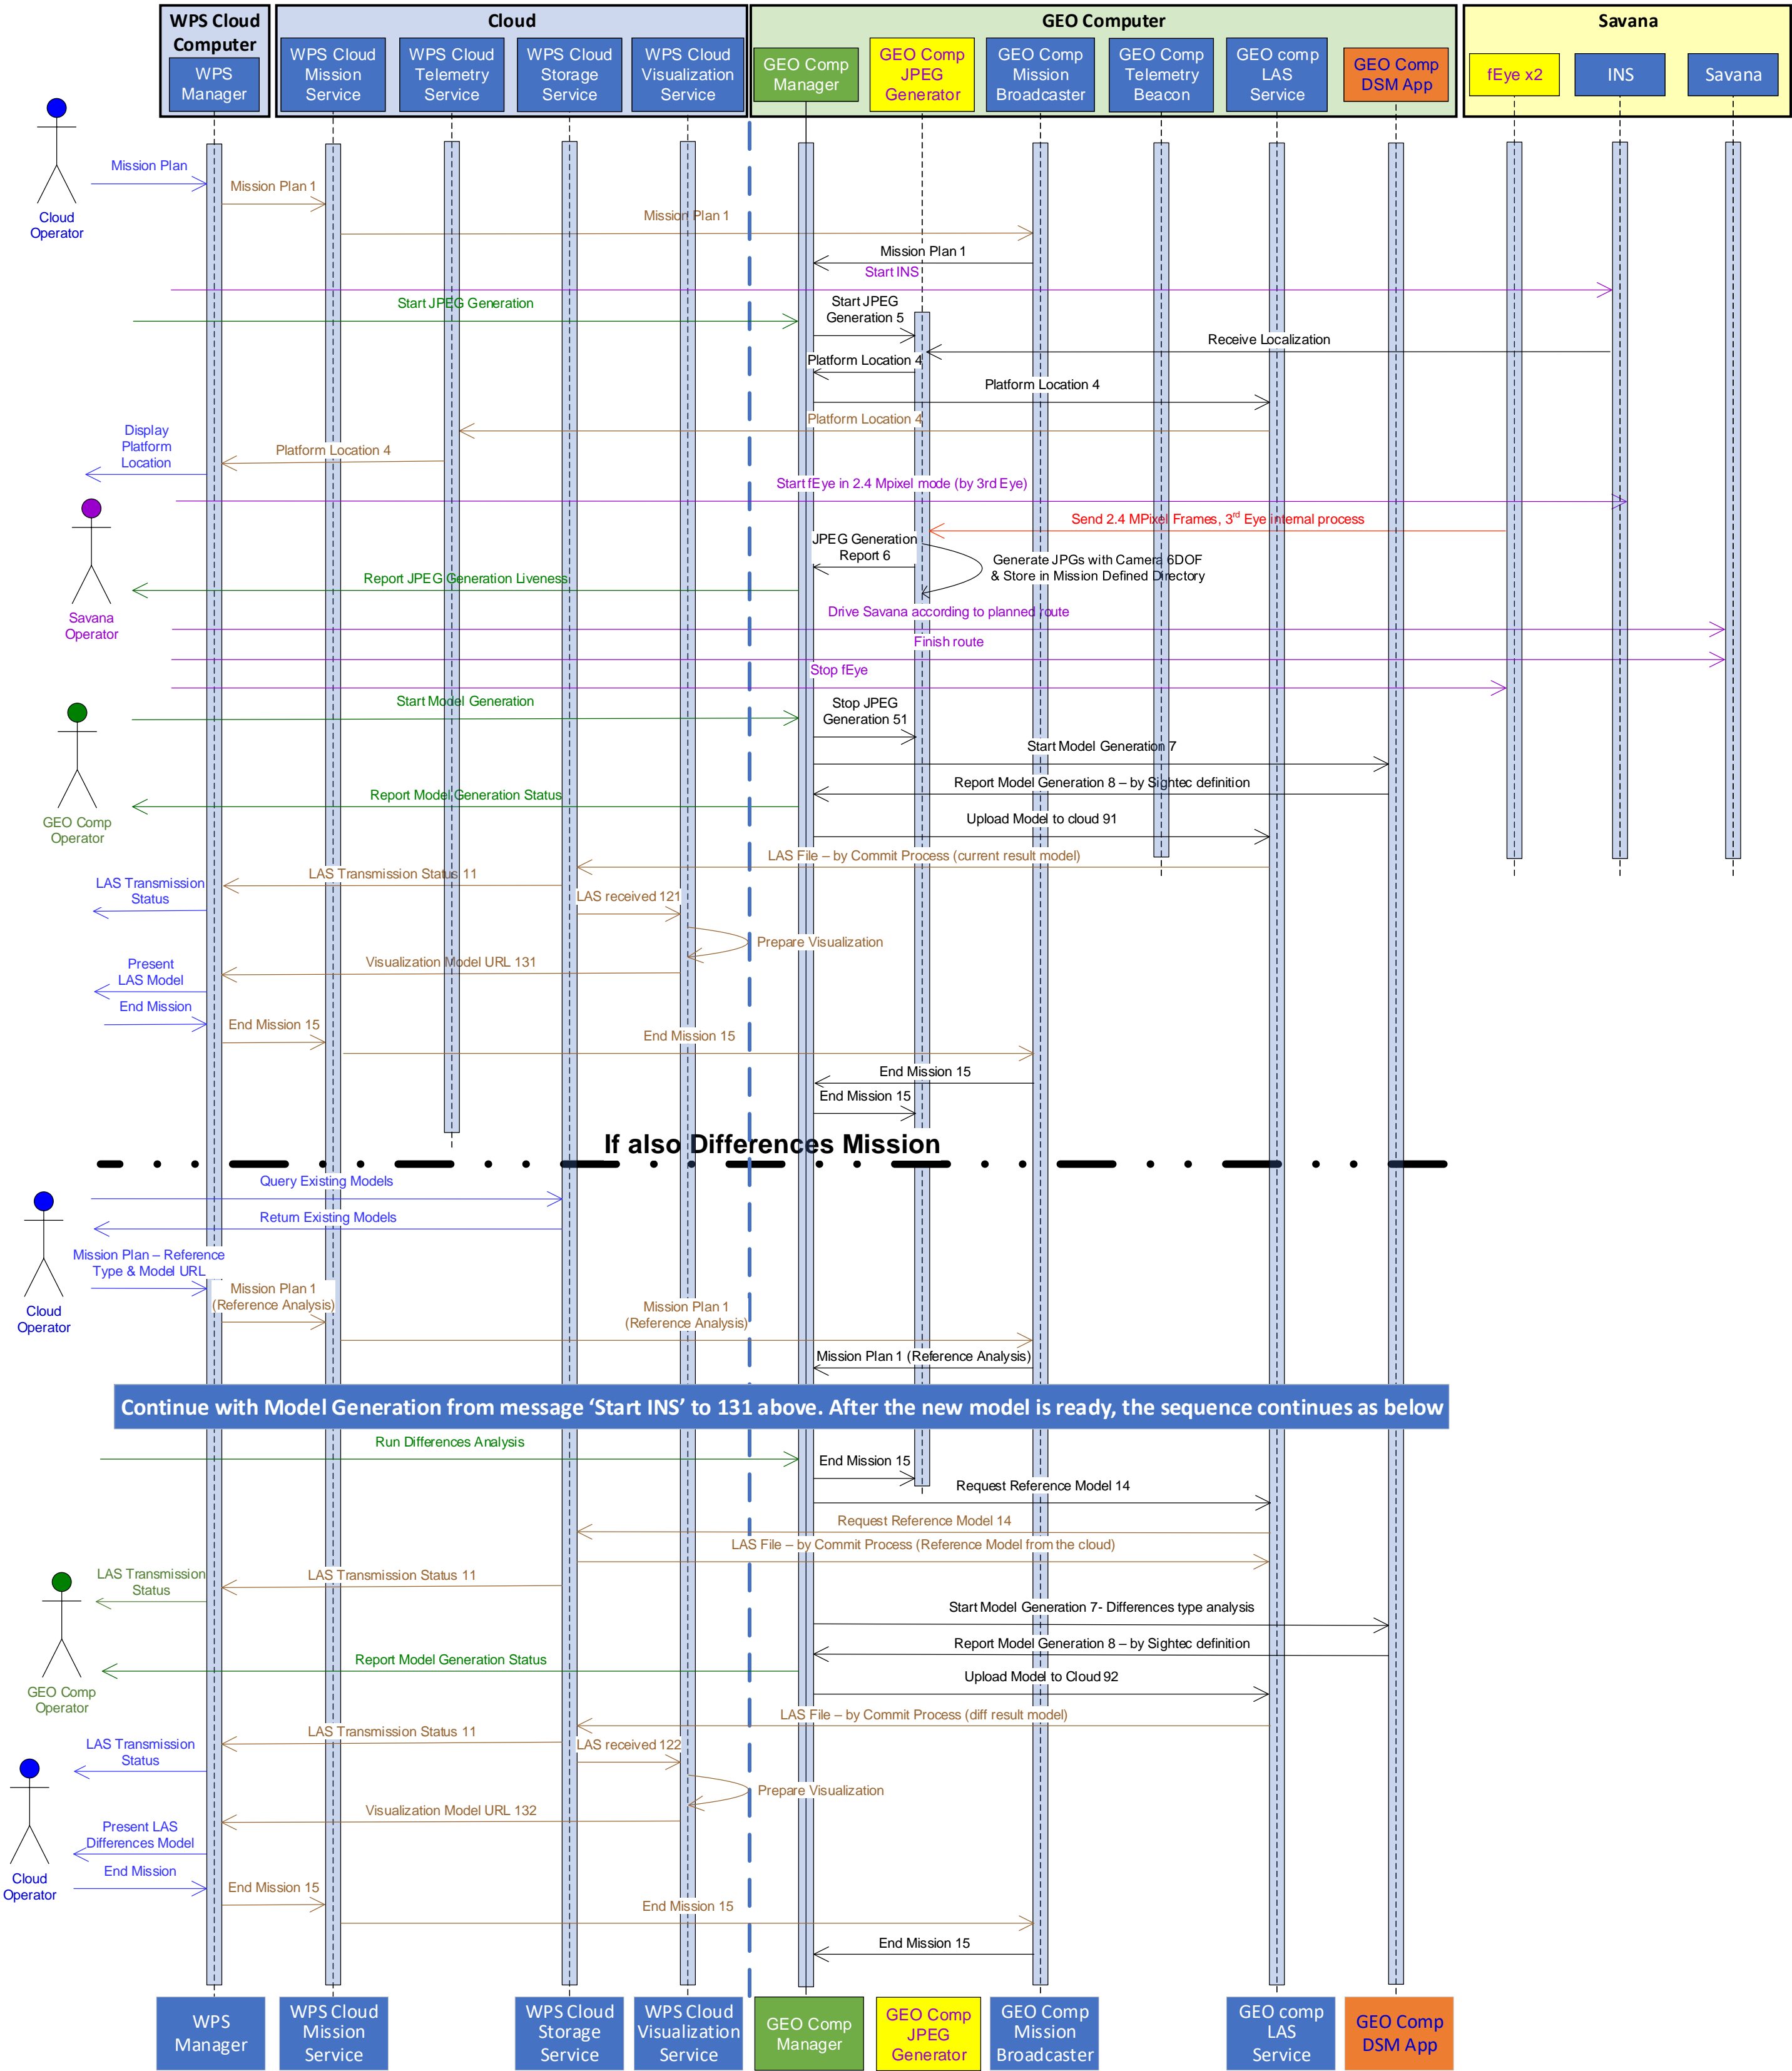 WPS Cloud
Computer
Cloud
GEO Computer
Savana
WPS
Manager
WPS Cloud
Mission
Service
WPS Cloud
Telemetry
Service
WPS Cloud
Storage
Service
WPS Cloud
Visualization
Service
GEO Comp
Manager
GEO Comp
JPEG
Generator
GEO Comp
Mission
Broadcaster
GEO Comp
Telemetry
Beacon
GEO comp
LAS
Service
GEO Comp
DSM App
fEye x2
INS
Savana
Mission Plan
Mission Plan 1
Cloud
Operator
Mission Plan 1
Mission Plan 1
Start INS
Start JPEG Generation
Start JPEG
Generation 5
Receive Localization
Platform Location 4
Platform Location 4
Platform Location 4
Display
Platform
Location
Platform Location 4
Start fEye in 2.4 Mpixel mode (by 3rd Eye)
Send 2.4 MPixel Frames, 3rd Eye internal process
JPEG Generation
Report 6
Generate JPGs with Camera 6DOF
& Store in Mission Defined Directory
Report JPEG Generation Liveness
Savana
Operator
Drive Savana according to planned route
Finish route
Stop fEye
Start Model Generation
Stop JPEG
Generation 51
Start Model Generation 7
Report Model Generation 8 – by Sightec definition
Report Model Generation Status
GEO Comp
Operator
Upload Model to cloud 91
LAS File – by Commit Process (current result model)
LAS Transmission Status 11
LAS Transmission
Status
LAS received 121
Prepare Visualization
Visualization Model URL 131
Present
LAS Model
End Mission
End Mission 15
End Mission 15
End Mission 15
End Mission 15
If also Differences Mission
Query Existing Models
Return Existing Models
Mission Plan – Reference
Type & Model URL
Cloud
Operator
Mission Plan 1
(Reference Analysis)
Mission Plan 1
(Reference Analysis)
Mission Plan 1 (Reference Analysis)
Continue with Model Generation from message ‘Start INS’ to 131 above. After the new model is ready, the sequence continues as below
Run Differences Analysis
End Mission 15
Request Reference Model 14
Request Reference Model 14
LAS File – by Commit Process (Reference Model from the cloud)
LAS Transmission Status 11
LAS Transmission
Status
Start Model Generation 7- Differences type analysis
Report Model Generation 8 – by Sightec definition
Report Model Generation Status
GEO Comp
Operator
Upload Model to Cloud 92
LAS File – by Commit Process (diff result model)
LAS Transmission Status 11
LAS Transmission
Status
LAS received 122
Prepare Visualization
Visualization Model URL 132
Present LAS
Differences Model
End Mission
Cloud
Operator
End Mission 15
End Mission 15
End Mission 15
WPS
Manager
WPS Cloud
Mission
Service
WPS Cloud
Storage
Service
WPS Cloud
Visualization
Service
GEO Comp
Manager
GEO Comp
JPEG
Generator
GEO Comp
Mission
Broadcaster
GEO comp
LAS
Service
GEO Comp
DSM App